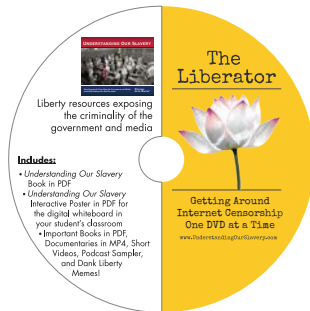 UNDERSTANDING OUR SLAVERY
Liberty resources exposing
the criminality of the
government and media
Includes:
• Understanding Our Slavery
Book in PDF
• Understanding Our Slavery
Interactive Poster in PDF for
the digital whiteboard in
your student's classroom
• Important Books in PDF,
Documentaries in MP4, Short
Videos, Podcast Sampler,
and Dank Liberty
Memes!
The
Liberator
Getting Around
Internet Censorship
One DVD at a Time
www.UnderstandingOurSlavery.com